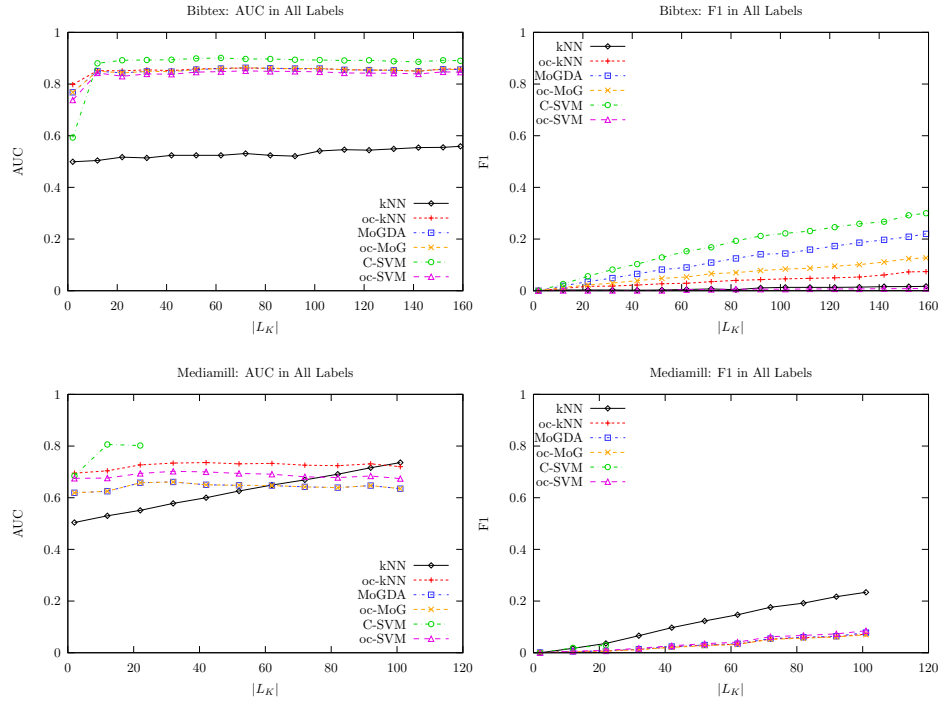 Bibtex: AUC in All Labels
1
0.8
0.6
0.4
0.2
0
AUC
kNN
oc-kNN
MoGDA
oc-MoG
C-SVM
oc-SVM
0 20 40 60 80 100 120 140 160
|L_K|
Bibtex: F1 in All Labels
1
0.8
0.6
0.4
0.2
0
F1
kNN
oc-kNN
MoGDA
oc-MoG
C-SVM
oc-SVM
0 20 40 60 80 100 120 140 160
|L_K|
Mediamill: AUC in All Labels
1
0.8
0.6
0.4
0.2
0
AUC
kNN
oc-kNN
MoGDA
oc-MoG
C-SVM
oc-SVM
0 20 40 60 80 100 120
|L_K|
Mediamill: F1 in All Labels
1
0.8
0.6
0.4
0.2
0
F1
kNN
oc-kNN
MoGDA
oc-MoG
C-SVM
oc-SVM
0 20 40 60 80 100 120
|L_K|